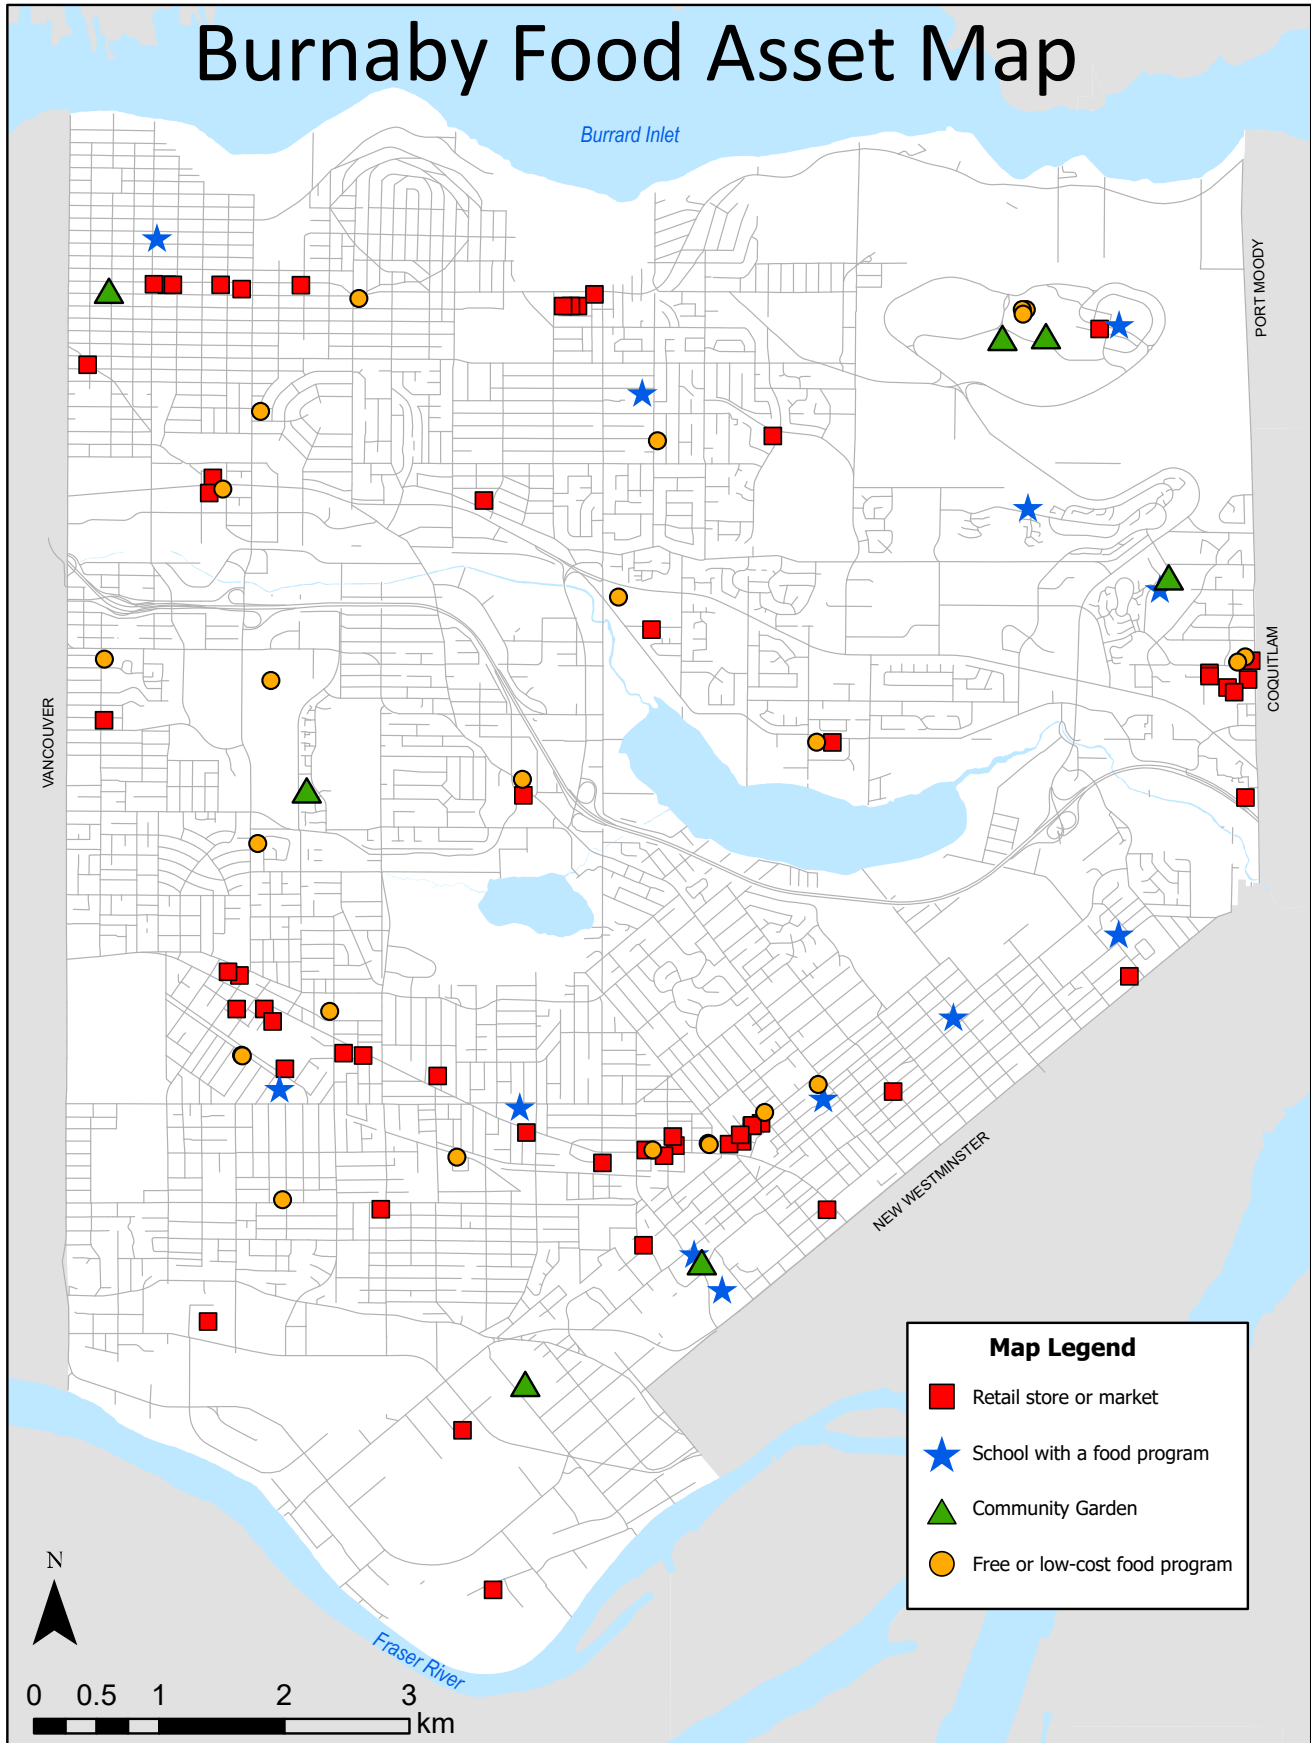 Burnaby Food Asset Map
Burrard Inlet
PORT MOODY
COQUITLAM
VANCOUVER
NEW WESTMINSTER
Map Legend
Retail store or market
School with a food program
Community Garden
Free or low-cost food program
N
Fraser River
0 0.5 1 2 3
km